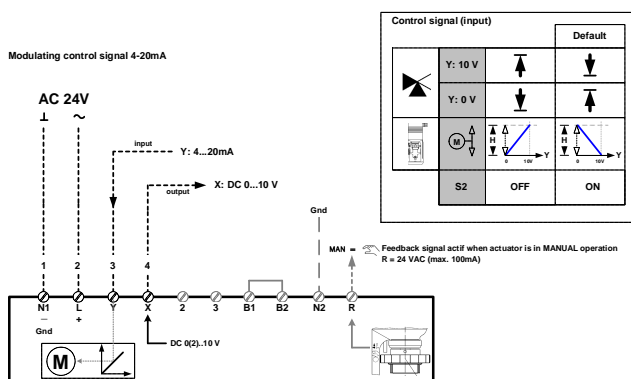 Modulating control signal 4-20mA
AC 24V
⊥ ~
input
Y: 4...20mA
output
X: DC 0...10 V
Gnd
MAN =
Feedback signal actif when actuator is in MANUAL operation
R = 24 VAC (max. 100mA)
1 2 3 4
N1 L Y X 2 3 B1 B2 N2 R
– +
Gnd
DC 0(2)..10 V
M
Control signal (input)
Default
Y: 10 V
Y: 0 V
M
H
0 10V Y
H
0 10V Y
S2 OFF ON